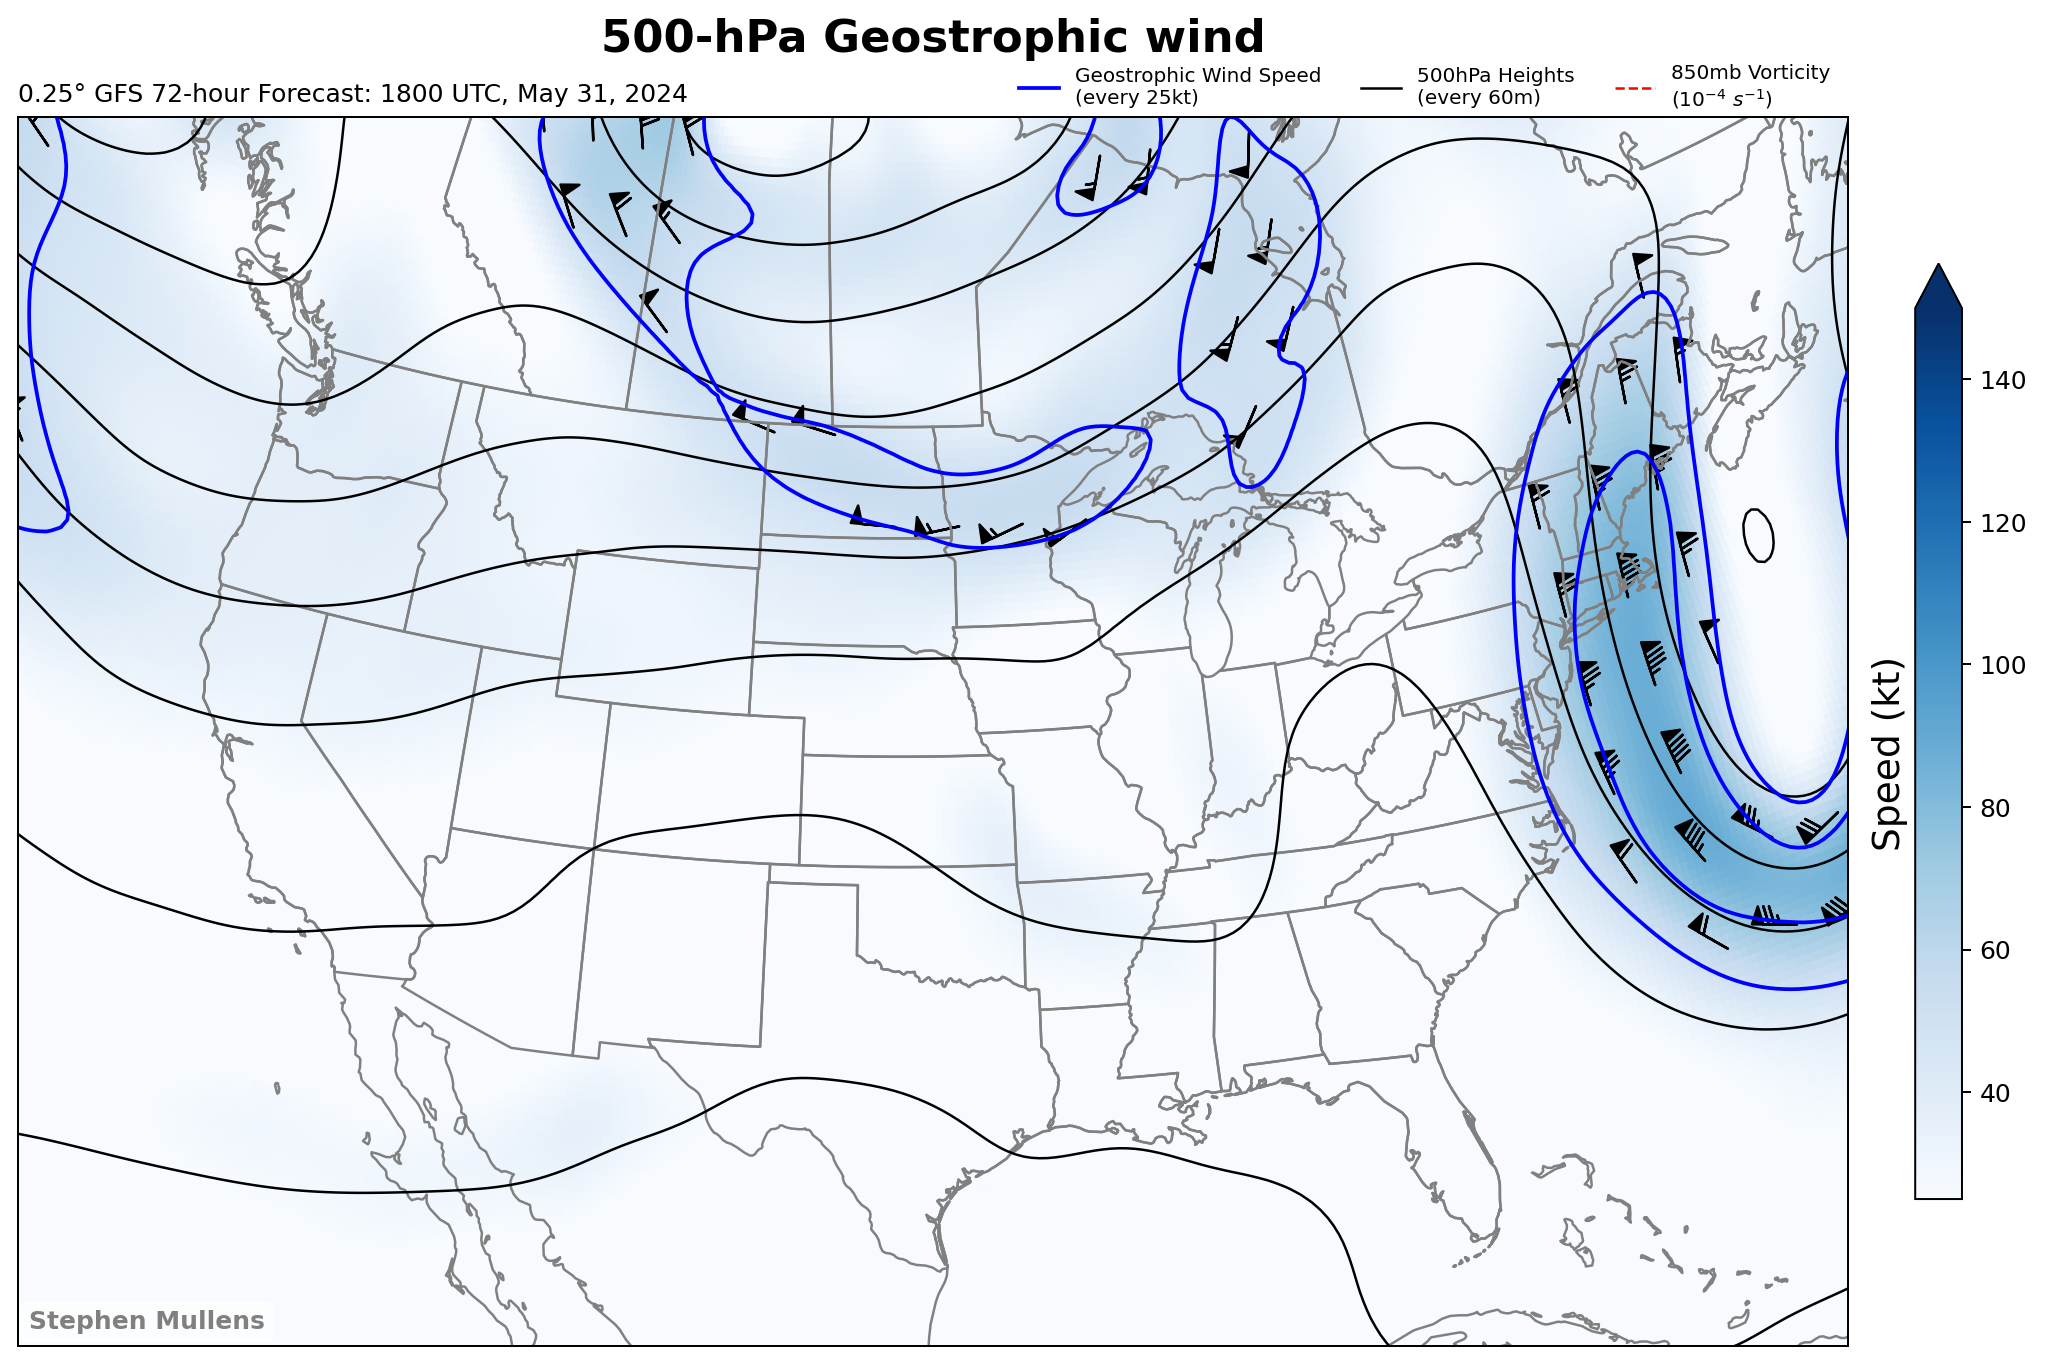 500-hPa Geostrophic wind
0.25° GFS 72-hour Forecast: 1800 UTC, May 31, 2024
Geostrophic Wind Speed
(every 25kt)
500hPa Heights
(every 60m)
850mb Vorticity
(10⁻⁴ s⁻¹)
140
120
100
80
60
40
Speed (kt)
Stephen Mullens